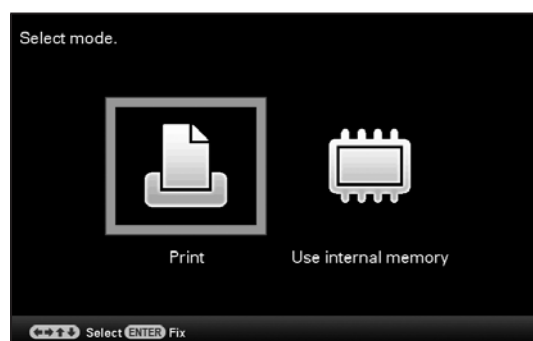 Select mode.
Print
Use internal memory
Select ENTER Fix